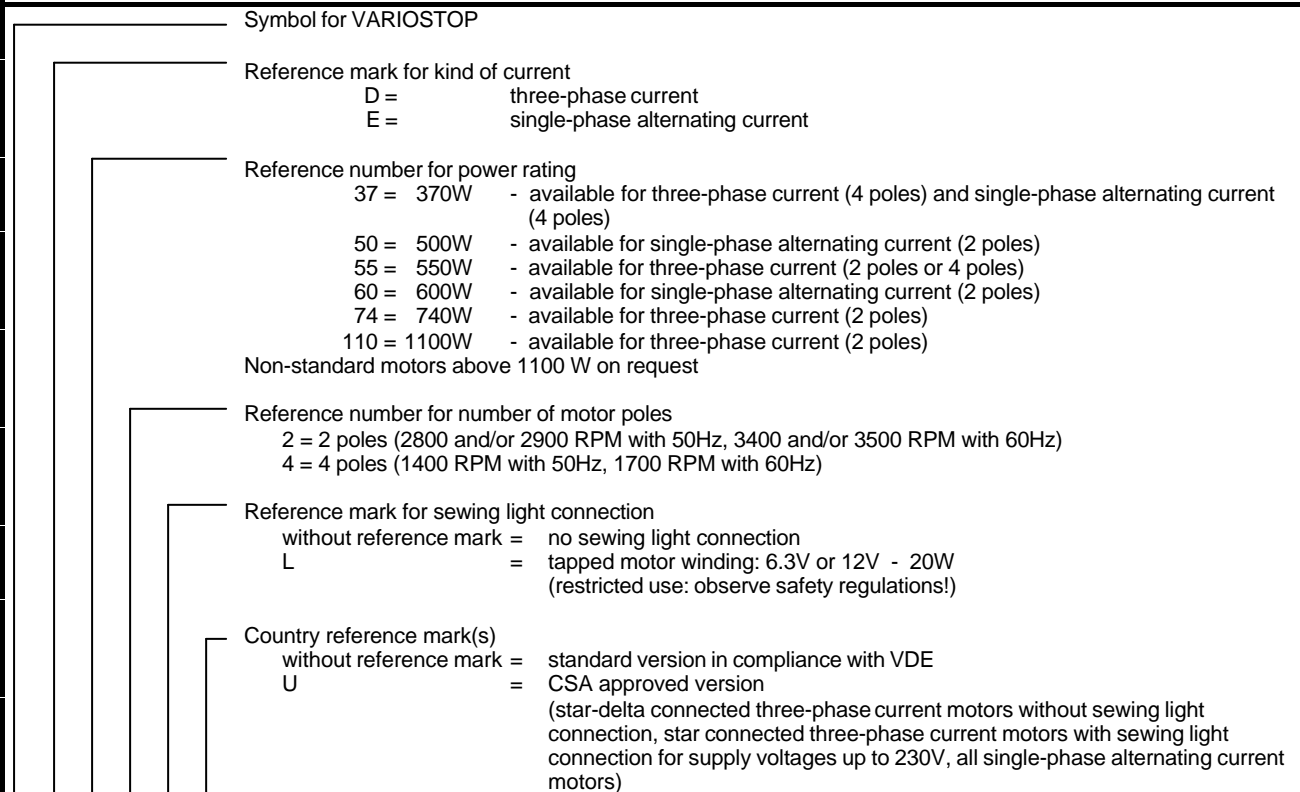 Symbol for VARIOSTOP
Reference mark for kind of current
D = three-phase current
E = single-phase alternating current
Reference number for power rating
37 = 370W - available for three-phase current (4 poles) and single-phase alternating current
(4 poles)
50 = 500W - available for single-phase alternating current (2 poles)
55 = 550W - available for three-phase current (2 poles or 4 poles)
60 = 600W - available for single-phase alternating current (2 poles)
74 = 740W - available for three-phase current (2 poles)
110 = 1100W - available for three-phase current (2 poles)
Non-standard motors above 1100 W on request
Reference number for number of motor poles
2 = 2 poles (2800 and/or 2900 RPM with 50Hz, 3400 and/or 3500 RPM with 60Hz)
4 = 4 poles (1400 RPM with 50Hz, 1700 RPM with 60Hz)
Reference mark for sewing light connection
without reference mark = no sewing light connection
L = tapped motor winding: 6.3V or 12V - 20W
(restricted use: observe safety regulations!)
Country reference mark(s)
without reference mark = standard version in compliance with VDE
U = CSA approved version
(star-delta connected three-phase current motors without sewing light
connection, star connected three-phase current motors with sewing light
connection for supply voltages up to 230V, all single-phase alternating current
motors)